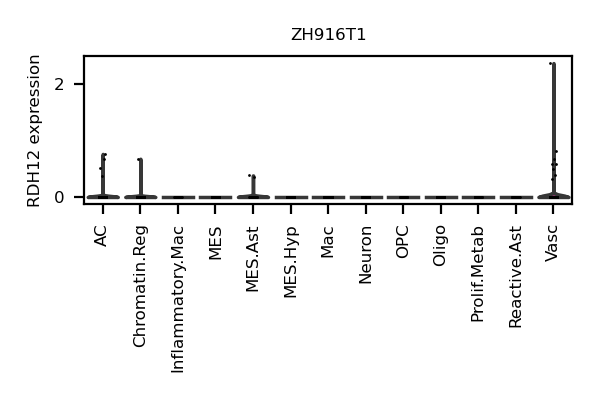 ZH916T1
RDH12 expression
2
0
AC
Chromatin.Reg
Inflammatory.Mac
MES
MES.Ast
MES.Hyp
Mac
Neuron
OPC
Oligo
Prolif.Metab
Reactive.Ast
Vasc